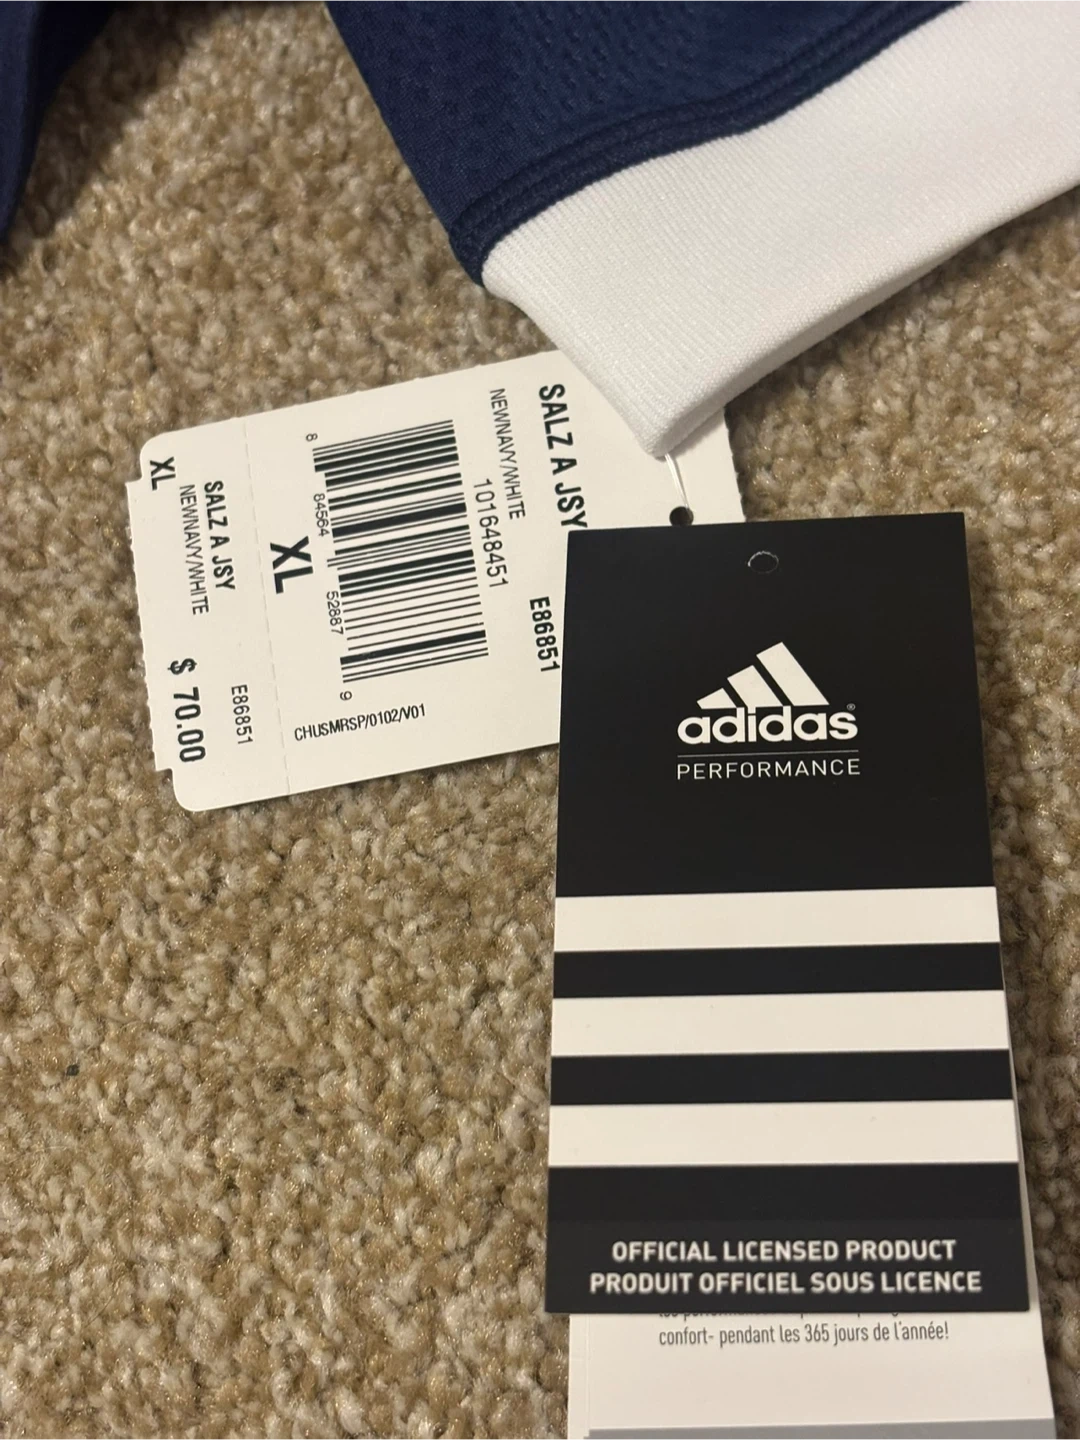 SALZ A JSY E86851
NEWNAVY/WHITE
101648451
8 84564 52887 9
XL
CHUSMRSP/0102/V01
SALZ A JSY E86851
NEWNAVY/WHITE
XL $ 70.00
adidas®
PERFORMANCE
OFFICIAL LICENSED PRODUCT
PRODUIT OFFICIEL SOUS LICENCE
confort- pendant les 365 jours de l'année!